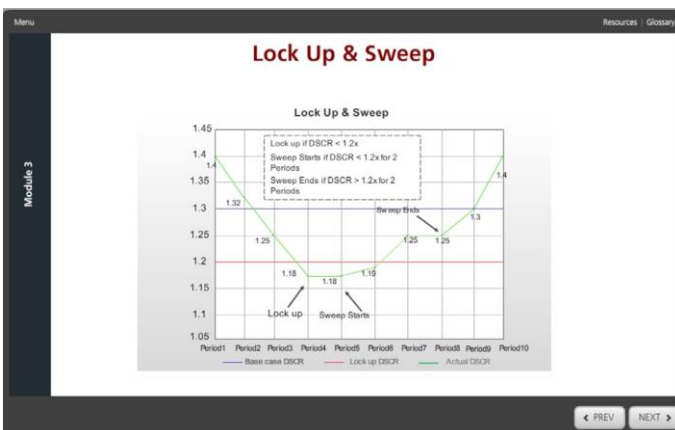 Menu
Resources | Glossary
Module 3
Lock Up & Sweep
Lock Up & Sweep
Lock up if DSCR < 1.2x
Sweep Starts if DSCR < 1.2x for 2
Periods
Sweep Ends if DSCR > 1.2x for 2
Periods
1.45
1.4
1.35
1.3
1.25
1.2
1.15
1.1
1.05
1.4
1.32
1.25
1.18
1.18
1.19
1.25
1.25
1.3
1.4
Sweep Ends
Lock up
Sweep Starts
Period1 Period2 Period3 Period4 Period5 Period6 Period7 Period8 Period9 Period10
Base case DSCR Lock up DSCR Actual DSCR
PREV NEXT